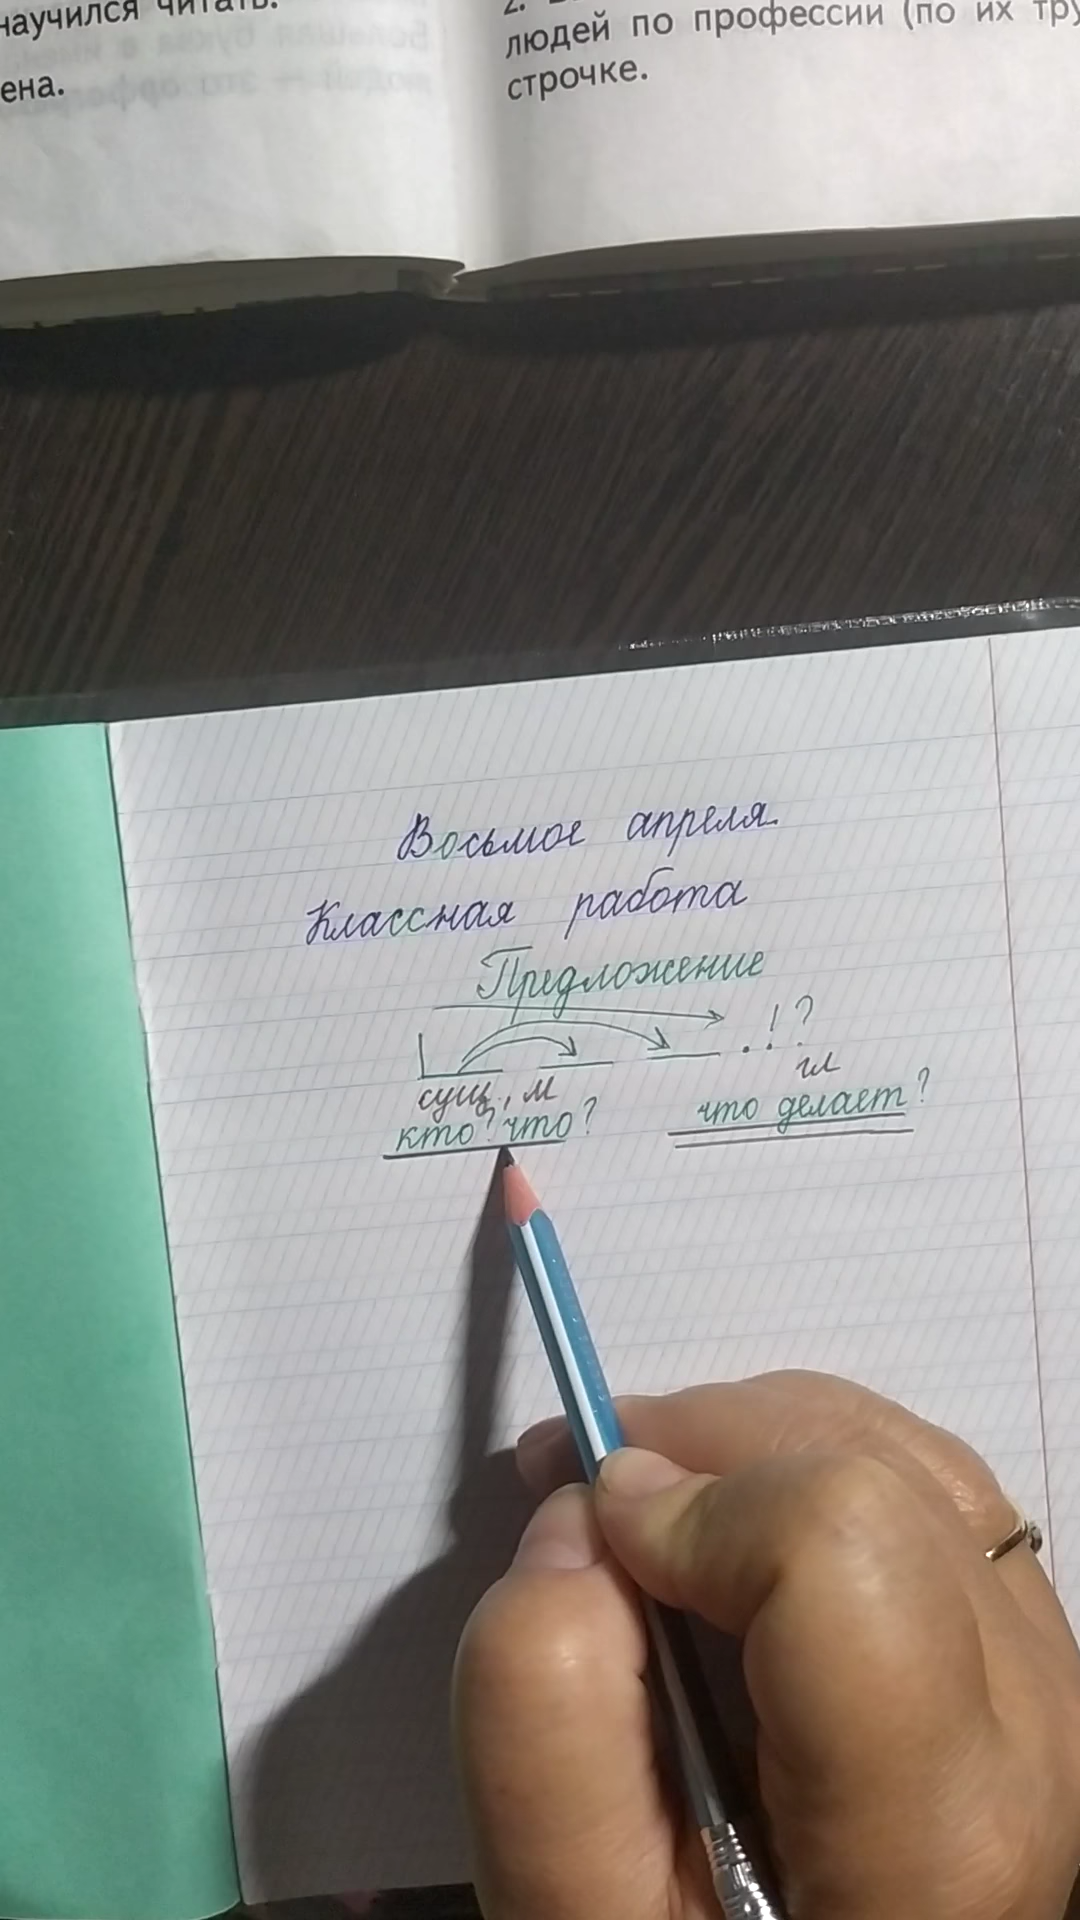 научился читать.
ена.
2.
людей по профессии (по их тру
строчке.
Восьмое апреля.
Классная работа
Предложение
. ! ?
сущ., м гл
кто? что? что делает?